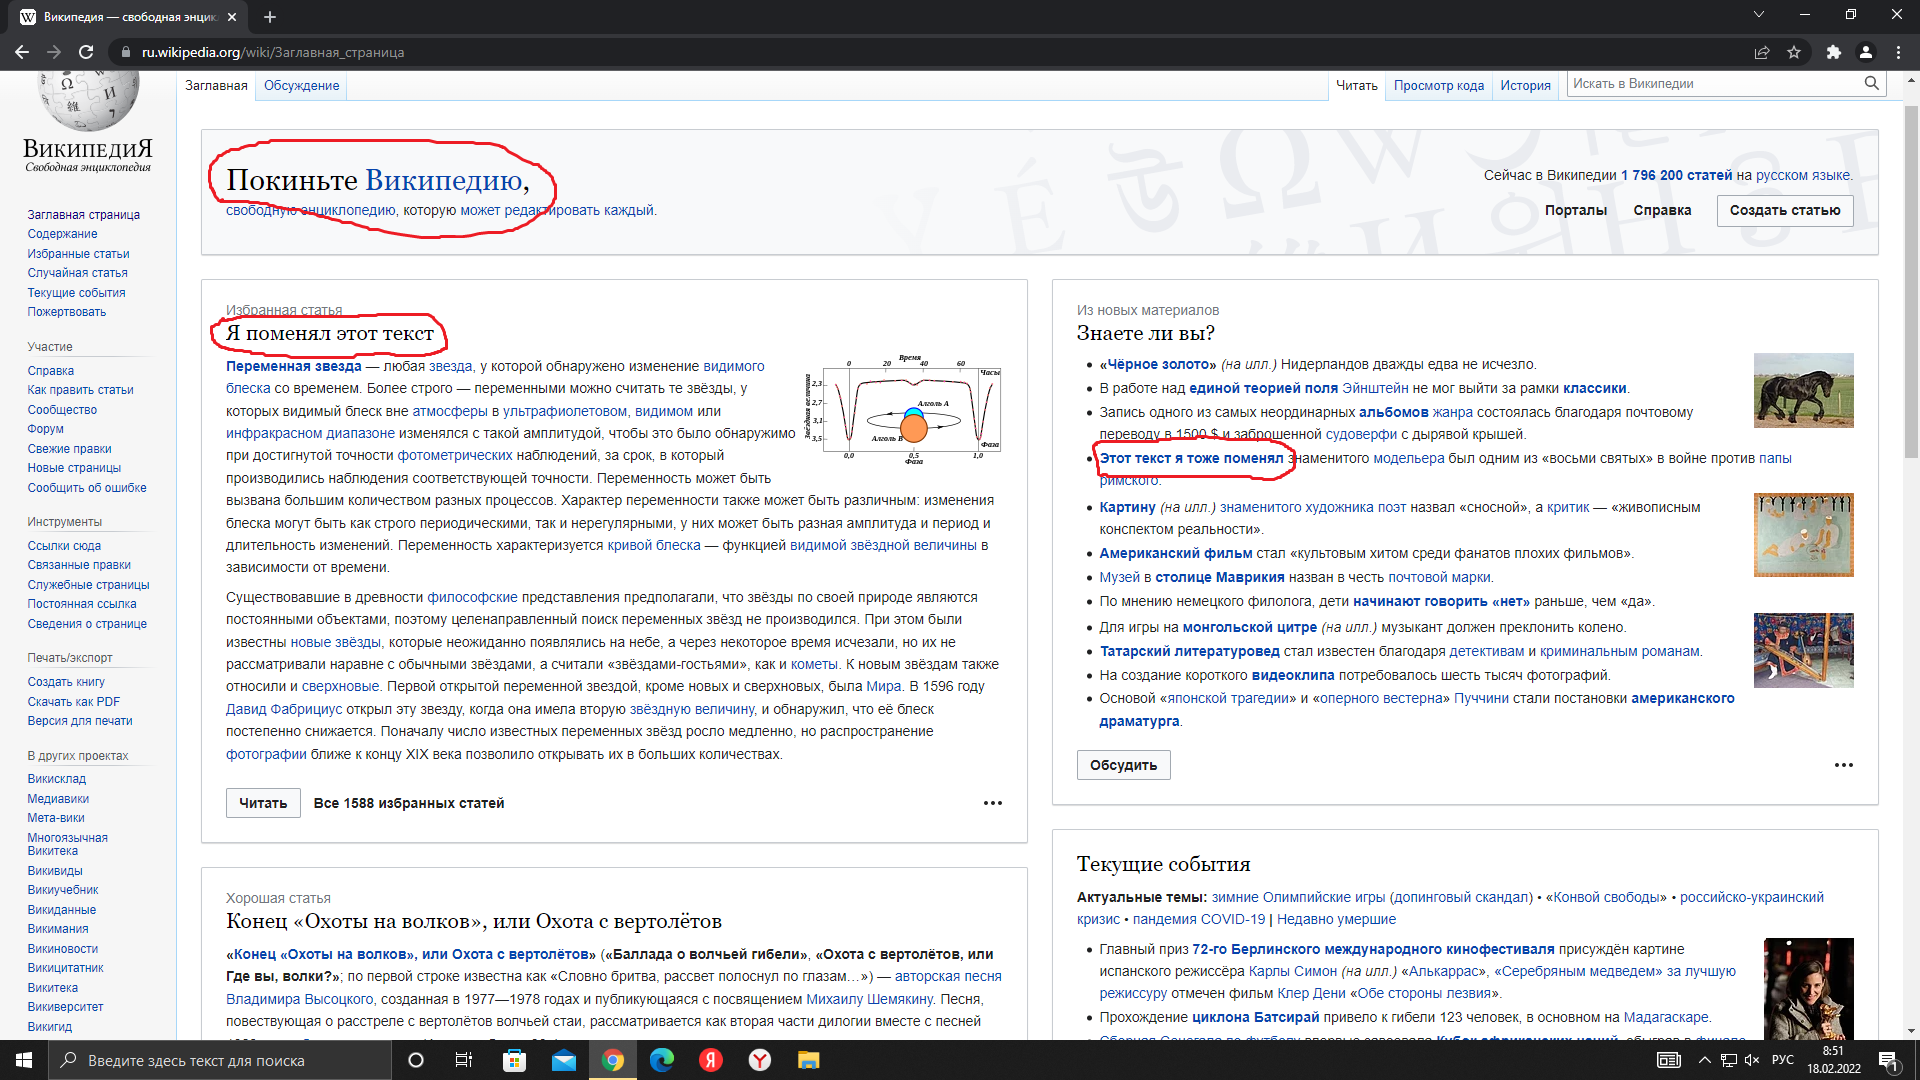 Википедия — свободная энцик
ru.wikipedia.org/wiki/Заглавная_страница
ВИКИПЕДИЯ
Свободная энциклопедия
Заглавная страница
Содержание
Избранные статьи
Случайная статья
Текущие события
Пожертвовать
Участие
Справка
Как править статьи
Сообщество
Форум
Свежие правки
Новые страницы
Сообщить об ошибке
Инструменты
Ссылки сюда
Связанные правки
Служебные страницы
Постоянная ссылка
Сведения о странице
Печать/экспорт
Создать книгу
Скачать как PDF
Версия для печати
В других проектах
Викисклад
Медиавики
Мета-вики
Многоязычная
Викитека
Викивиды
Викиучебник
Викиданные
Викимания
Викиновости
Викицитатник
Викитека
Викиверситет
Викигид
Заглавная
Обсуждение
Читать
Просмотр кода
История
Искать в Википедии
Покиньте Википедию,
свободную энциклопедию, которую может редактировать каждый.
Сейчас в Википедии 1 796 200 статей на русском языке.
Порталы
Справка
Создать статью
Избранная статья
Я поменял этот текст
Переменная звезда — любая звезда, у которой обнаружено изменение видимого
блеска со временем. Более строго — переменными можно считать те звёзды, у
которых видимый блеск вне атмосферы в ультрафиолетовом, видимом или
инфракрасном диапазоне изменялся с такой амплитудой, чтобы это было обнаружимо
при достигнутой точности фотометрических наблюдений, за срок, в который
производились наблюдения соответствующей точности. Переменность может быть
вызвана большим количеством разных процессов. Характер переменности также может быть различным: изменения
блеска могут быть как строго периодическими, так и нерегулярными, у них может быть разная амплитуда и период и
длительность изменений. Переменность характеризуется кривой блеска — функцией видимой звёздной величины в
зависимости от времени.
Время
0 20 40 60
Часы
Звёздная величина
2,3
2,7
3,1
3,5
Алголь A
Алголь B
Фаза
0,0 0,5 1,0
Фаза
Существовавшие в древности философские представления предполагали, что звёзды по своей природе являются
постоянными объектами, поэтому целенаправленный поиск переменных звёзд не производился. При этом были
известны новые звёзды, которые неожиданно появлялись на небе, а через некоторое время исчезали, но их не
рассматривали наравне с обычными звёздами, а считали «звёздами-гостьями», как и кометы. К новым звёздам также
относили и сверхновые. Первой открытой переменной звездой, кроме новых и сверхновых, была Мира. В 1596 году
Давид Фабрициус открыл эту звезду, когда она имела вторую звёздную величину, и обнаружил, что её блеск
постепенно снижается. Поначалу число известных переменных звёзд росло медленно, но распространение
фотографии ближе к концу XIX века позволило открывать их в больших количествах.
Читать
Все 1588 избранных статей
Хорошая статья
Конец «Охоты на волков», или Охота с вертолётов
«Конец «Охоты на волков», или Охота с вертолётов» («Баллада о волчьей гибели», «Охота с вертолётов, или
Где вы, волки?»; по первой строке известна как «Словно бритва, рассвет полоснул по глазам…») — авторская песня
Владимира Высоцкого, созданная в 1977—1978 годах и публикующаяся с посвящением Михаилу Шемякину. Песня,
повествующая о расстреле с вертолётов волчьей стаи, рассматривается как вторая части дилогии вместе с песней
Из новых материалов
Знаете ли вы?
«Чёрное золото» (на илл.) Нидерландов дважды едва не исчезло.
В работе над единой теорией поля Эйнштейн не мог выйти за рамки классики.
Запись одного из самых неординарных альбомов жанра состоялась благодаря почтовому
переводу в 1500 $ и заброшенной судоверфи с дырявой крышей.
Этот текст я тоже поменял знаменитого модельера был одним из «восьми святых» в войне против папы
римского.
Картину (на илл.) знаменитого художника поэт назвал «сносной», а критик — «живописным
конспектом реальности».
Американский фильм стал «культовым хитом среди фанатов плохих фильмов».
Музей в столице Маврикия назван в честь почтовой марки.
По мнению немецкого филолога, дети начинают говорить «нет» раньше, чем «да».
Для игры на монгольской цитре (на илл.) музыкант должен преклонить колено.
Татарский литературовед стал известен благодаря детективам и криминальным романам.
На создание короткого видеоклипа потребовалось шесть тысяч фотографий.
Основой «японской трагедии» и «оперного вестерна» Пуччини стали постановки американского
драматурга.
Обсудить
Текущие события
Актуальные темы: зимние Олимпийские игры (допинговый скандал) • «Конвой свободы» • российско-украинский
кризис • пандемия COVID-19 | Недавно умершие
Главный приз 72-го Берлинского международного кинофестиваля присуждён картине
испанского режиссёра Карлы Симон (на илл.) «Алькаррас», «Серебряным медведем» за лучшую
режиссуру отмечен фильм Клер Дени «Обе стороны лезвия».
Прохождение циклона Батсирай привело к гибели 123 человек, в основном на Мадагаскаре.
Сборная Сенегала по футболу впервые завоевала Кубок африканских наций, обыграв в финале
Введите здесь текст для поиска
РУС
8:51
18.02.2022
1